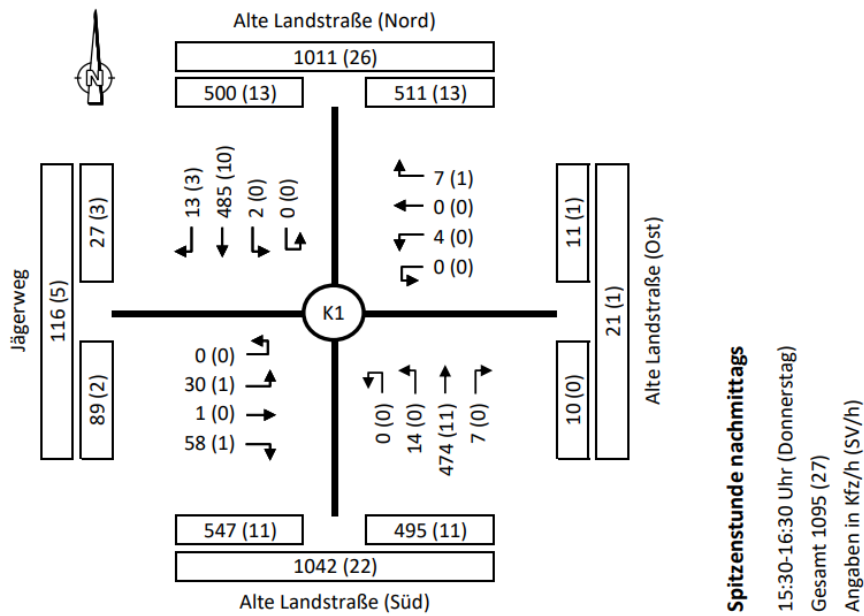 Alte Landstraße (Nord)
1011 (26)
500 (13)
511 (13)
N
13 (3)
485 (10)
2 (0)
0 (0)
7 (1)
0 (0)
4 (0)
0 (0)
Jägerweg
116 (5)
27 (3)
89 (2)
K1
11 (1)
10 (0)
21 (1)
Alte Landstraße (Ost)
0 (0)
30 (1)
1 (0)
58 (1)
0 (0)
14 (0)
474 (11)
7 (0)
547 (11)
495 (11)
1042 (22)
Alte Landstraße (Süd)
Spitzenstunde nachmittags
15:30-16:30 Uhr (Donnerstag)
Gesamt 1095 (27)
Angaben in Kfz/h (SV/h)